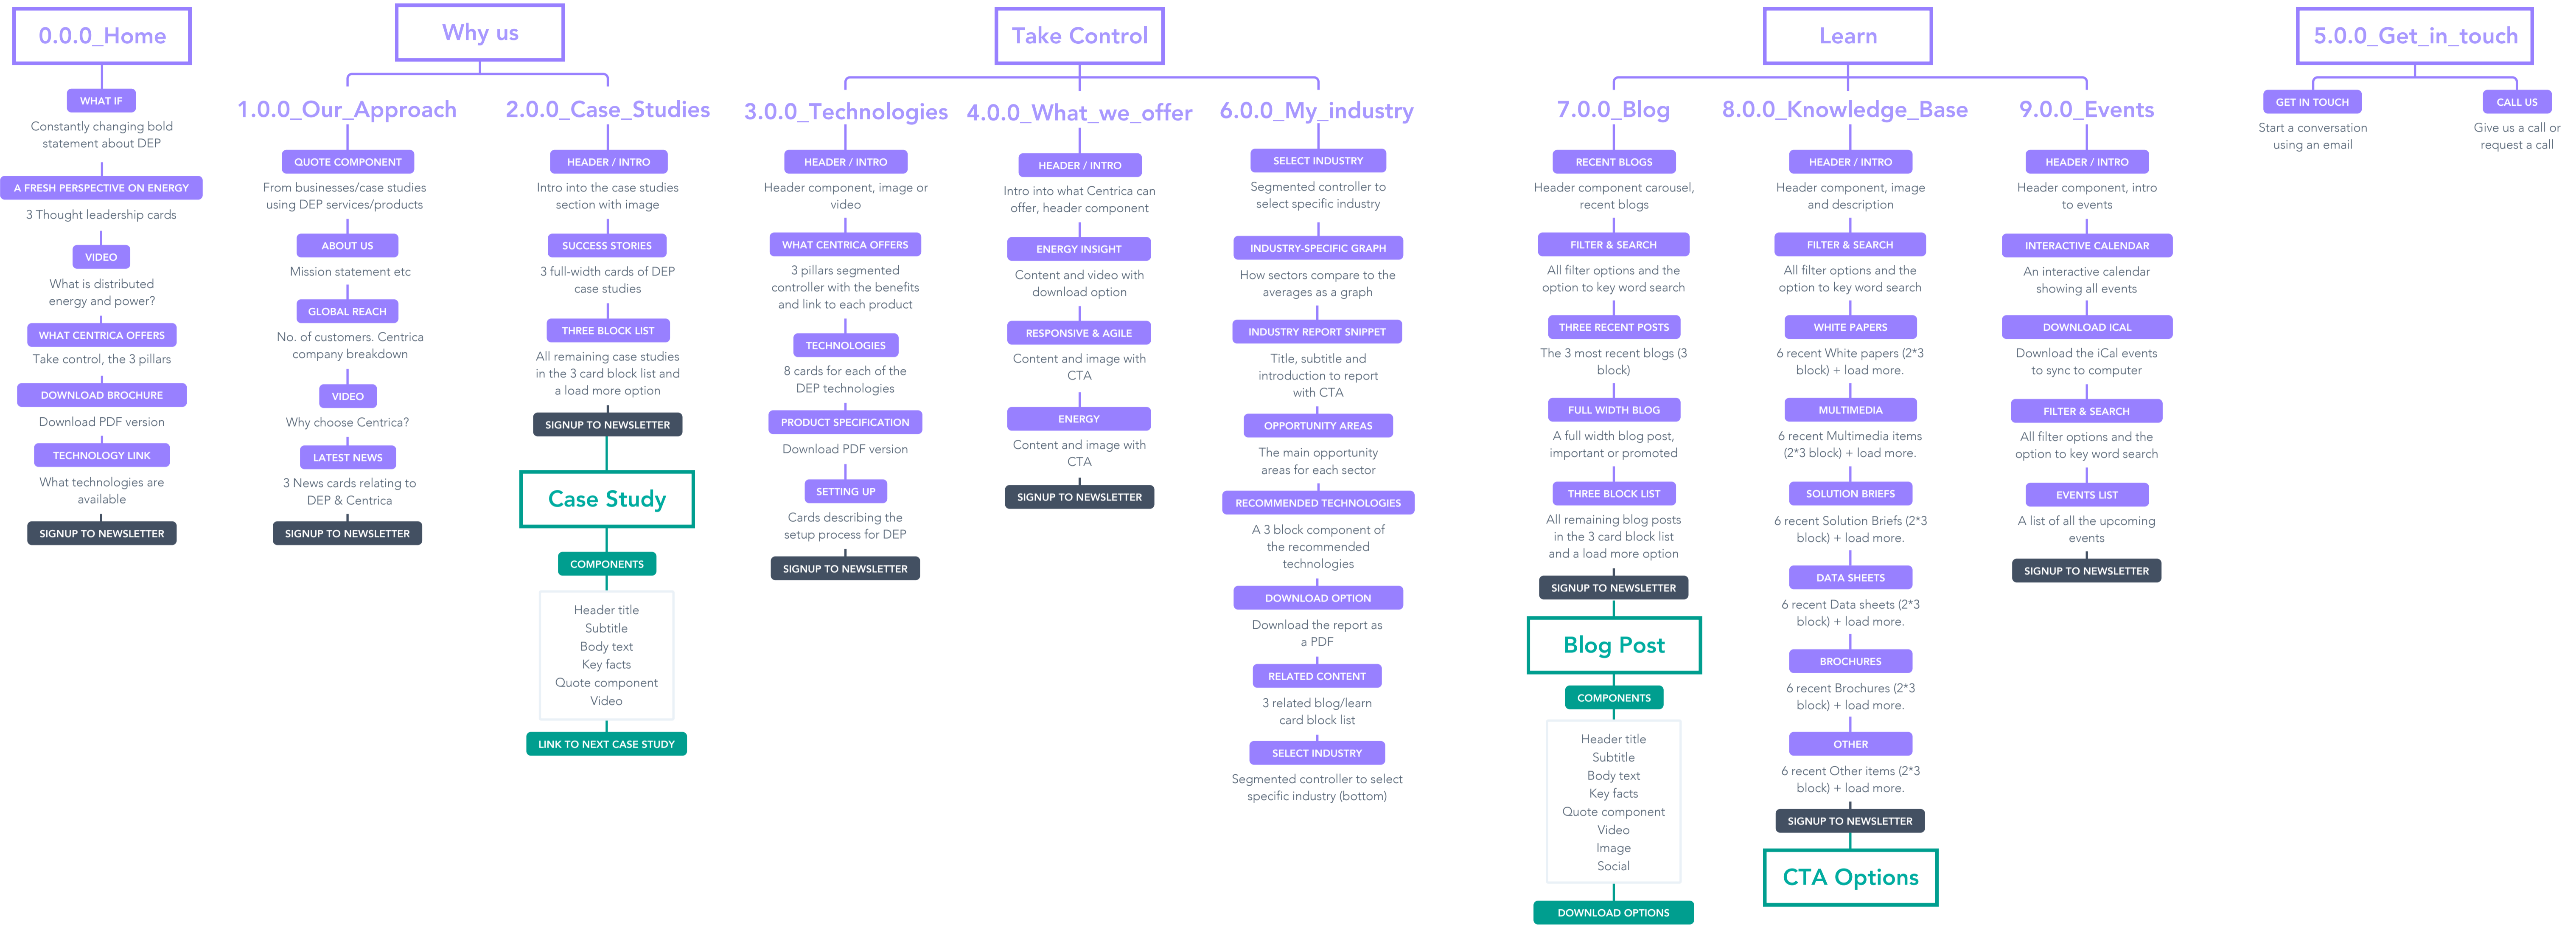 0.0.0_Home
WHAT IF
Constantly changing bold
statement about DEP
A FRESH PERSPECTIVE ON ENERGY
3 Thought leadership cards
VIDEO
What is distributed
energy and power?
WHAT CENTRICA OFFERS
Take control, the 3 pillars
DOWNLOAD BROCHURE
Download PDF version
TECHNOLOGY LINK
What technologies are
available
SIGNUP TO NEWSLETTER
Why us
1.0.0_Our_Approach
QUOTE COMPONENT
From businesses/case studies
using DEP services/products
ABOUT US
Mission statement etc
GLOBAL REACH
No. of customers. Centrica
company breakdown
VIDEO
Why choose Centrica?
LATEST NEWS
3 News cards relating to
DEP & Centrica
SIGNUP TO NEWSLETTER
2.0.0_Case_Studies
HEADER / INTRO
Intro into the case studies
section with image
SUCCESS STORIES
3 full-width cards of DEP
case studies
THREE BLOCK LIST
All remaining case studies
in the 3 card block list and
a load more option
SIGNUP TO NEWSLETTER
Case Study
COMPONENTS
Header title
Subtitle
Body text
Key facts
Quote component
Video
LINK TO NEXT CASE STUDY
Take Control
3.0.0_Technologies
HEADER / INTRO
Header component, image or
video
WHAT CENTRICA OFFERS
3 pillars segmented
controller with the benefits
and link to each product
TECHNOLOGIES
8 cards for each of the
DEP technologies
PRODUCT SPECIFICATION
Download PDF version
SETTING UP
Cards describing the
setup process for DEP
SIGNUP TO NEWSLETTER
4.0.0_What_we_offer
HEADER / INTRO
Intro into what Centrica can
offer, header component
ENERGY INSIGHT
Content and video with
download option
RESPONSIVE & AGILE
Content and image with
CTA
ENERGY
Content and image with
CTA
SIGNUP TO NEWSLETTER
6.0.0_My_industry
SELECT INDUSTRY
Segmented controller to
select specific industry
INDUSTRY-SPECIFIC GRAPH
How sectors compare to the
averages as a graph
INDUSTRY REPORT SNIPPET
Title, subtitle and
introduction to report
with CTA
OPPORTUNITY AREAS
The main opportunity
areas for each sector
RECOMMENDED TECHNOLOGIES
A 3 block component of
the recommended
technologies
DOWNLOAD OPTION
Download the report as
a PDF
RELATED CONTENT
3 related blog/learn
card block list
SELECT INDUSTRY
Segmented controller to select
specific industry (bottom)
Learn
7.0.0_Blog
RECENT BLOGS
Header component carousel,
recent blogs
FILTER & SEARCH
All filter options and the
option to key word search
THREE RECENT POSTS
The 3 most recent blogs (3
block)
FULL WIDTH BLOG
A full width blog post,
important or promoted
THREE BLOCK LIST
All remaining blog posts
in the 3 card block list
and a load more option
SIGNUP TO NEWSLETTER
Blog Post
COMPONENTS
Header title
Subtitle
Body text
Key facts
Quote component
Video
Image
Social
DOWNLOAD OPTIONS
8.0.0_Knowledge_Base
HEADER / INTRO
Header component, image
and description
FILTER & SEARCH
All filter options and the
option to key word search
WHITE PAPERS
6 recent White papers (2*3
block) + load more.
MULTIMEDIA
6 recent Multimedia items
(2*3 block) + load more.
SOLUTION BRIEFS
6 recent Solution Briefs (2*3
block) + load more.
DATA SHEETS
6 recent Data sheets (2*3
block) + load more.
BROCHURES
6 recent Brochures (2*3
block) + load more.
OTHER
6 recent Other items (2*3
block) + load more.
SIGNUP TO NEWSLETTER
CTA Options
9.0.0_Events
HEADER / INTRO
Header component, intro
to events
INTERACTIVE CALENDAR
An interactive calendar
showing all events
DOWNLOAD ICAL
Download the iCal events
to sync to computer
FILTER & SEARCH
All filter options and the
option to key word search
EVENTS LIST
A list of all the upcoming
events
SIGNUP TO NEWSLETTER
5.0.0_Get_in_touch
GET IN TOUCH
Start a conversation
using an email
CALL US
Give us a call or
request a call